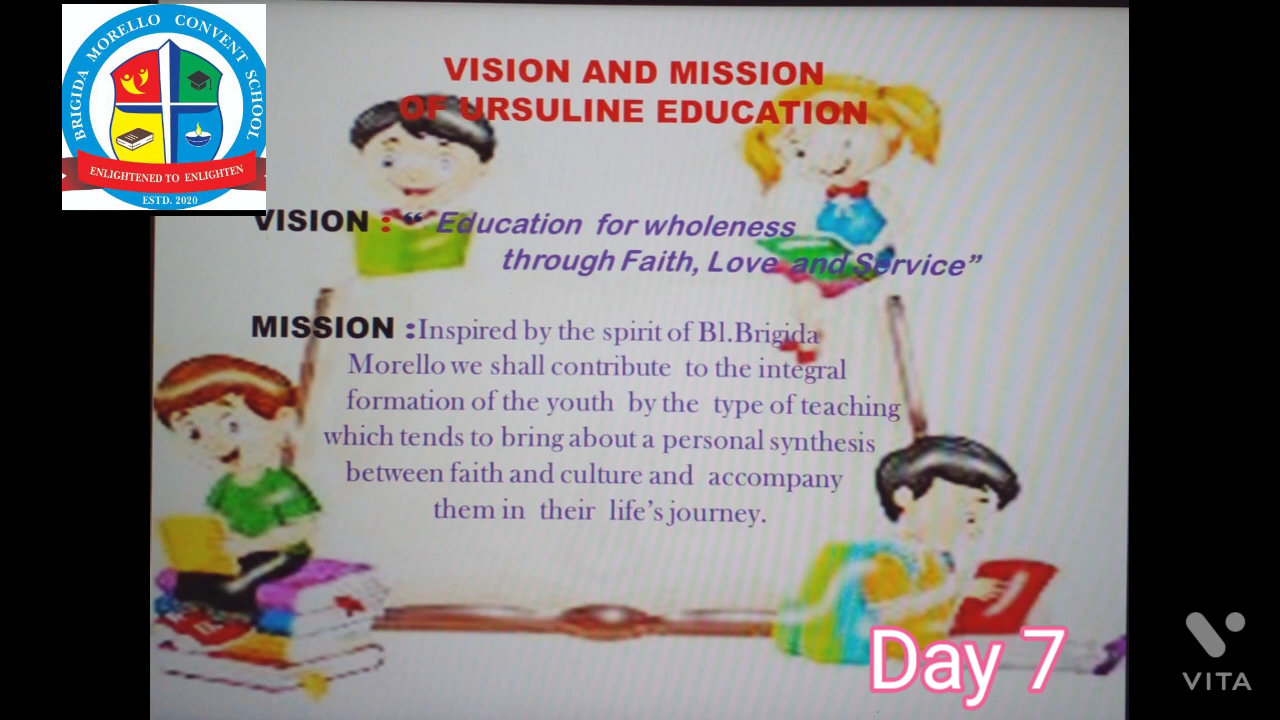 BRIGIDA MORELLO CONVENT SCHOOL
ENLIGHTENED TO ENLIGHTEN
ESTD. 2020
VISION AND MISSION
OF URSULINE EDUCATION
VISION : “ Education for wholeness
through Faith, Love and Service”
MISSION :Inspired by the spirit of Bl.Brigida
Morello we shall contribute to the integral
formation of the youth by the type of teaching
which tends to bring about a personal synthesis
between faith and culture and accompany
them in their life’s journey.
Day 7
VITA